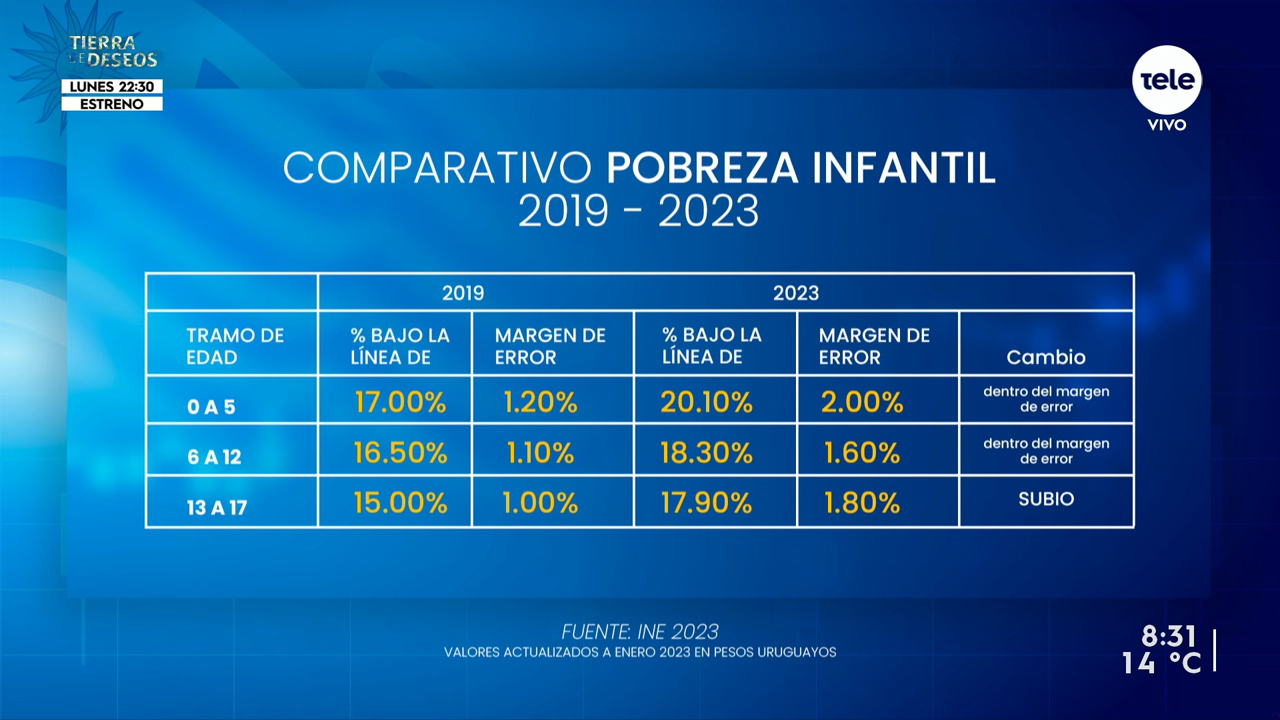 TIERRA
DE DESEOS
LUNES 22:30
ESTRENO
tele
VIVO
COMPARATIVO POBREZA INFANTIL
2019 - 2023
2019 2023
TRAMO DE EDAD % BAJO LA LÍNEA DE MARGEN DE ERROR % BAJO LA LÍNEA DE MARGEN DE ERROR Cambio
0 A 5 17.00% 1.20% 20.10% 2.00% dentro del margen de error
6 A 12 16.50% 1.10% 18.30% 1.60% dentro del margen de error
13 A 17 15.00% 1.00% 17.90% 1.80% SUBIO
FUENTE: INE 2023
VALORES ACTUALIZADOS A ENERO 2023 EN PESOS URUGUAYOS
8:31
14 °C